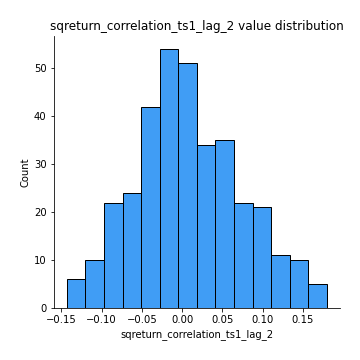 sqreturn_correlation_ts1_lag_2 value distribution
50
40
30
20
10
0
Count
−0.15 −0.10 −0.05 0.00 0.05 0.10 0.15
sqreturn_correlation_ts1_lag_2